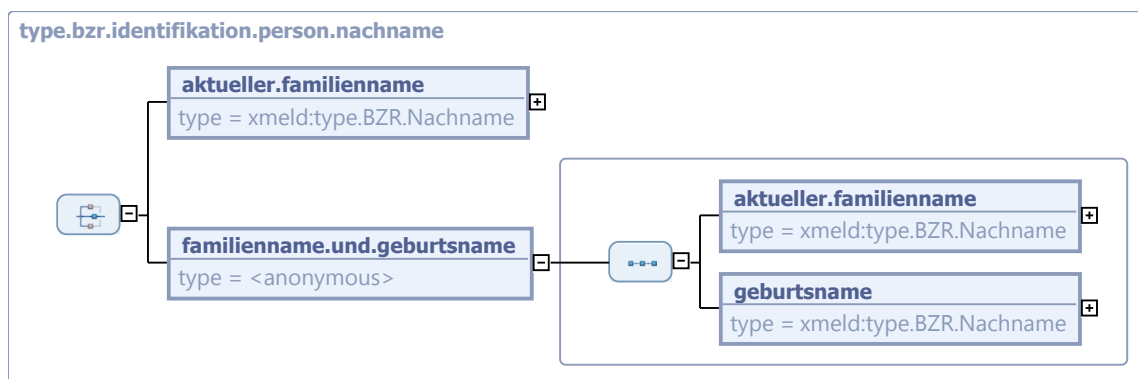 type.bzr.identifikation.person.nachname
aktueller.familienname
type = xmeld:type.BZR.Nachname
familienname.und.geburtsname
type = <anonymous>
aktueller.familienname
type = xmeld:type.BZR.Nachname
geburtsname
type = xmeld:type.BZR.Nachname